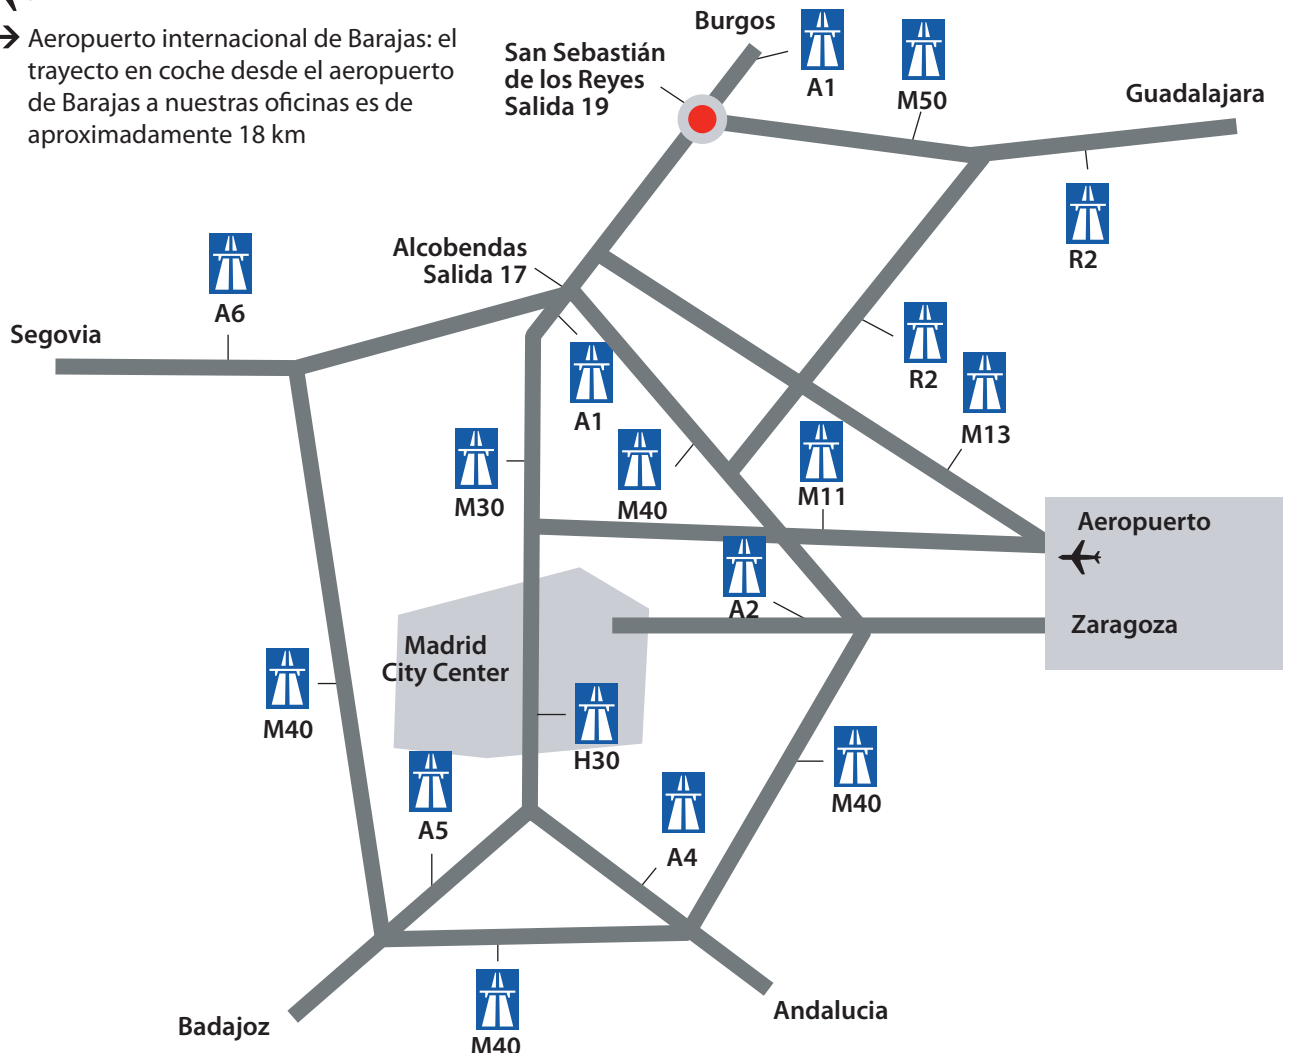 Aeropuerto internacional de Barajas: el
trayecto en coche desde el aeropuerto
de Barajas a nuestras oficinas es de
aproximadamente 18 km
Burgos
San Sebastián
de los Reyes
Salida 19
A1
M50
Guadalajara
R2
Alcobendas
Salida 17
A6
Segovia
R2
A1
M13
M30
M40
M11
Aeropuerto
A2
Zaragoza
Madrid
City Center
M40
H30
M40
A5
A4
Andalucia
Badajoz
M40